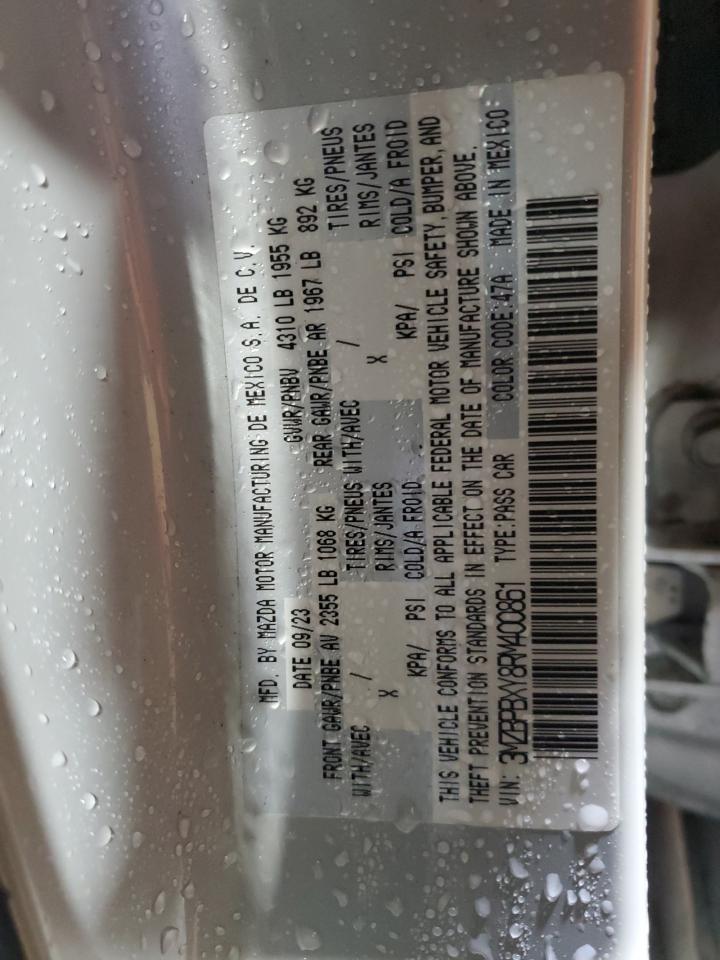 MFD. BY MAZDA MOTOR MANUFACTURING DE MEXICO S.A. DE C.V.
DATE 09/23 GVWR/PNBV 4310 LB 1955 KG
FRONT GAWR/PNBE AV 2355 LB 1068 KG REAR GAWR/PNBE AR 1967 LB 892 KG
WITH/AVEC / TIRES/PNEUS WITH/AVEC / TIRES/PNEUS
X RIMS/JANTES X RIMS/JANTES
KPA/ PSI COLD/A FROID KPA/ PSI COLD/A FROID
THIS VEHICLE CONFORMS TO ALL APPLICABLE FEDERAL MOTOR VEHICLE SAFETY, BUMPER, AND
THEFT PREVENTION STANDARDS IN EFFECT ON THE DATE OF MANUFACTURE SHOWN ABOVE.
VIN: 3MZBPBXY8RM400861 TYPE:PASS CAR COLOR CODE:47A MADE IN MEXICO